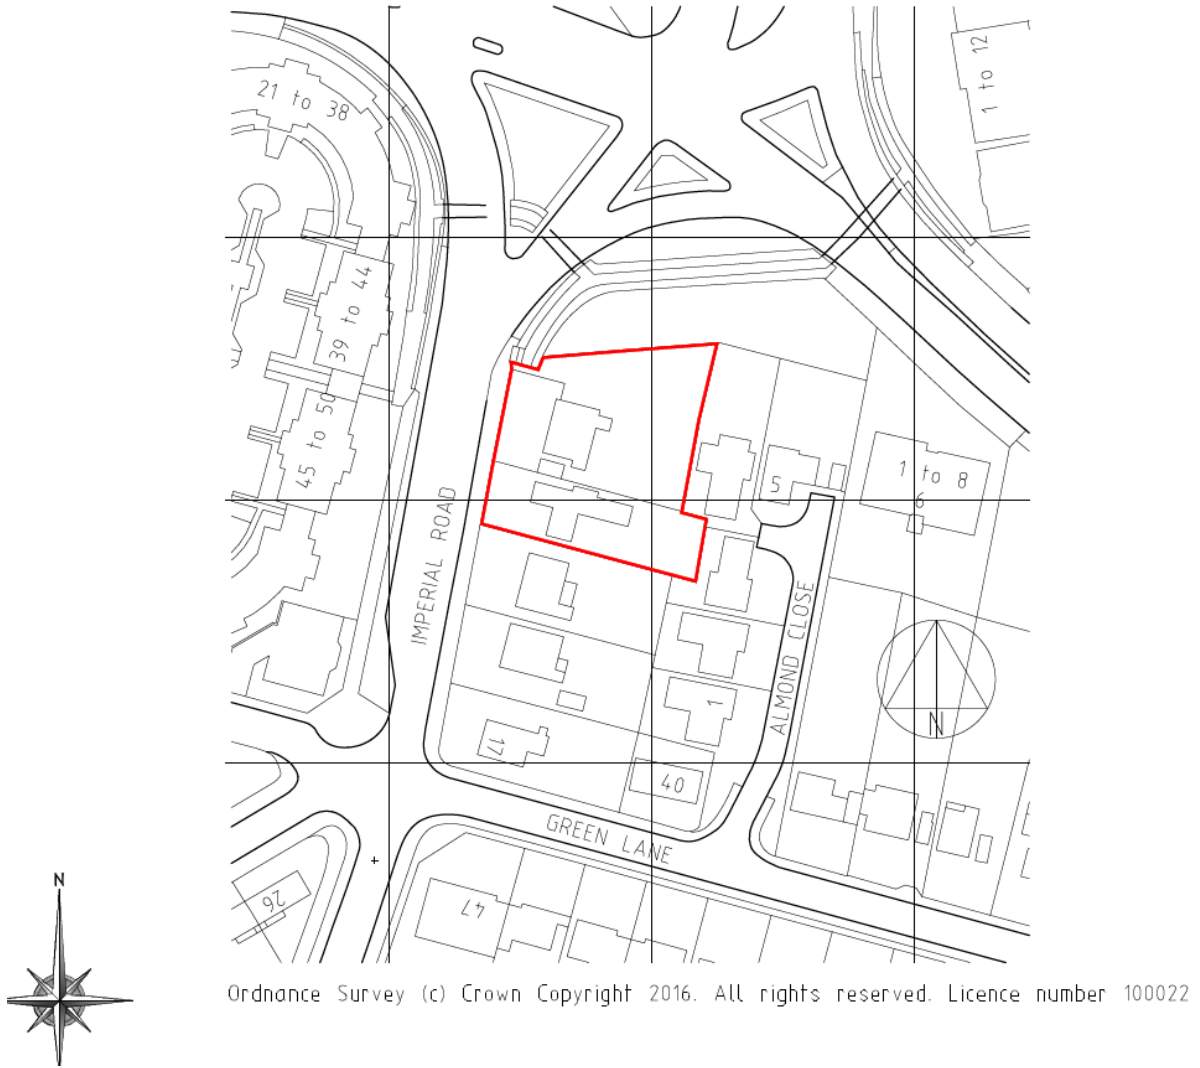 1 to 12
21 to 38
39 to 44
45 to 50
IMPERIAL ROAD
5
1 to 8
6
ALMOND CLOSE
N
1
17
40
GREEN LANE
26
47
N
Ordnance Survey (c) Crown Copyright 2016. All rights reserved. Licence number 100022